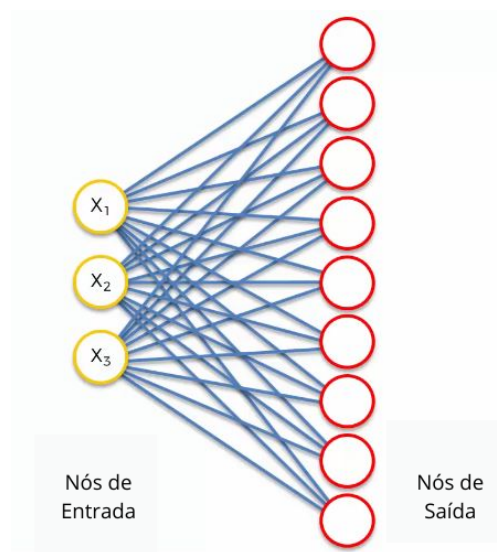 X₁
X₂
X₃
Nós de
Entrada
Nós de
Saída